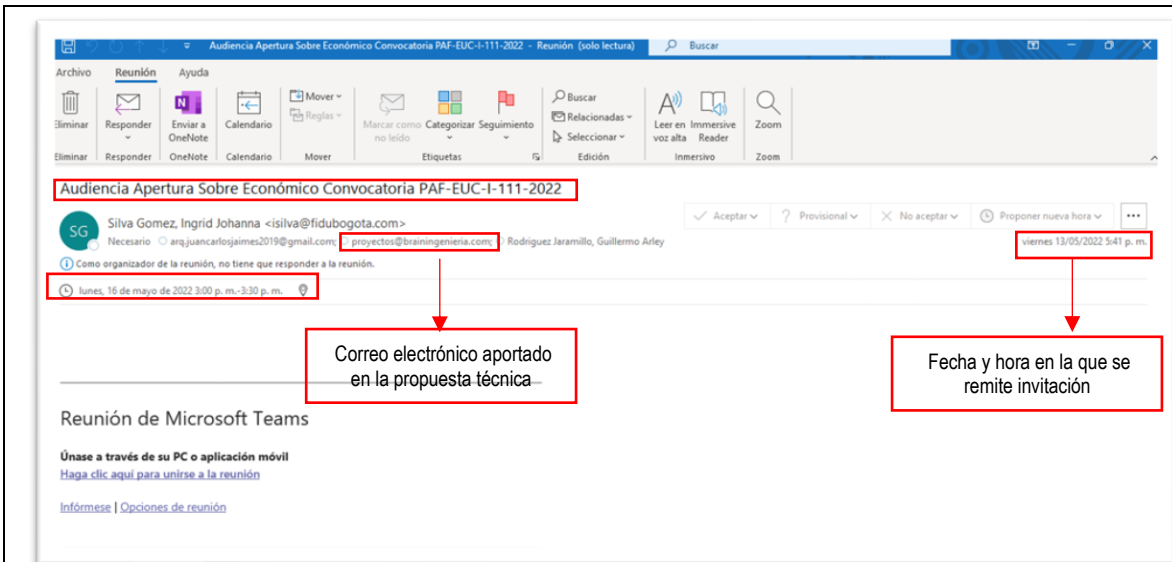 Audiencia Apertura Sobre Económico Convocatoria PAF-EUC-I-111-2022 - Reunión (solo lectura)
Buscar
Archivo Reunión Ayuda
Eliminar
Responder
Enviar a OneNote
Calendario
Mover
Reglas
Marcar como no leído
Categorizar
Seguimiento
Buscar
Relacionadas
Seleccionar
Leer en voz alta
Immersive Reader
Zoom
Eliminar Responder OneNote Calendario Mover Etiquetas Edición Inmersivo Zoom
Audiencia Apertura Sobre Económico Convocatoria PAF-EUC-I-111-2022
SG
Silva Gomez, Ingrid Johanna <isilva@fidubogota.com>
Necesario arq.juancarlosjaimes2019@gmail.com; proyectos@brainingenieria.com; Rodriguez Jaramillo, Guillermo Arley
Aceptar ? Provisional No aceptar Proponer nueva hora ...
viernes 13/05/2022 5:41 p. m.
Como organizador de la reunión, no tiene que responder a la reunión.
lunes, 16 de mayo de 2022 3:00 p. m.-3:30 p. m.
Correo electrónico aportado
en la propuesta técnica
Fecha y hora en la que se
remite invitación
Reunión de Microsoft Teams
Únase a través de su PC o aplicación móvil
Haga clic aquí para unirse a la reunión
Infórmese | Opciones de reunión